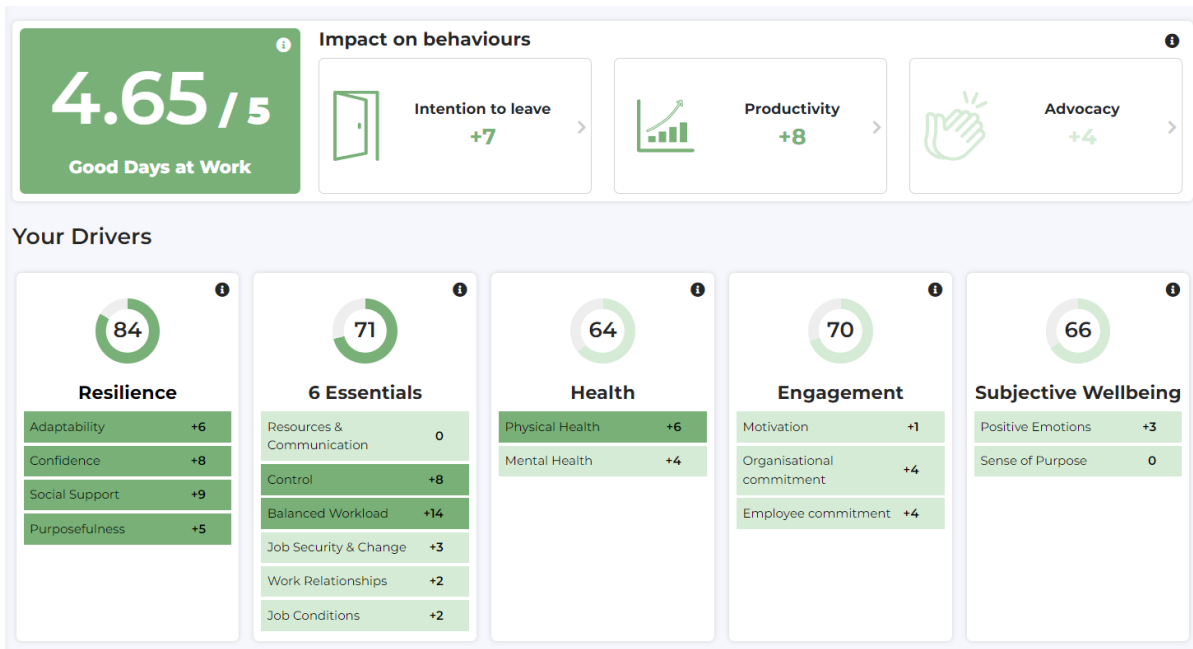 4.65 / 5
Good Days at Work
Impact on behaviours
Intention to leave
+7
Productivity
+8
Advocacy
+4
Your Drivers
84
Resilience
Adaptability +6
Confidence +8
Social Support +9
Purposefulness +5
71
6 Essentials
Resources &
Communication
0
Control +8
Balanced Workload +14
Job Security & Change +3
Work Relationships +2
Job Conditions +2
64
Health
Physical Health +6
Mental Health +4
70
Engagement
Motivation +1
Organisational
commitment
+4
Employee commitment +4
66
Subjective Wellbeing
Positive Emotions +3
Sense of Purpose 0